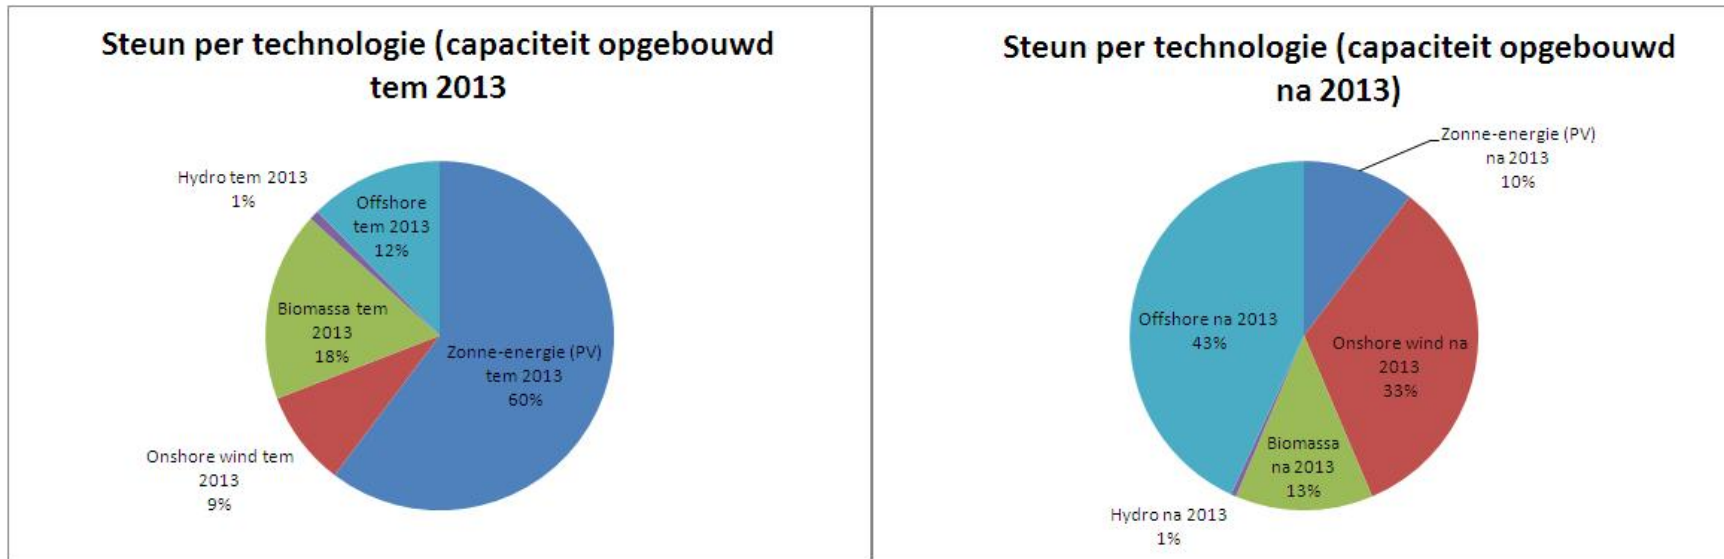 Steun per technologie (capaciteit opgebouwd
tem 2013
Hydro tem 2013
1%
Offshore
tem 2013
12%
Biomassa tem
2013
18%
Zonne-energie (PV)
tem 2013
60%
Onshore wind tem
2013
9%
Steun per technologie (capaciteit opgebouwd
na 2013)
Zonne-energie (PV)
na 2013
10%
Offshore na 2013
43%
Onshore wind na
2013
33%
Biomassa
na 2013
13%
Hydro na 2013
1%